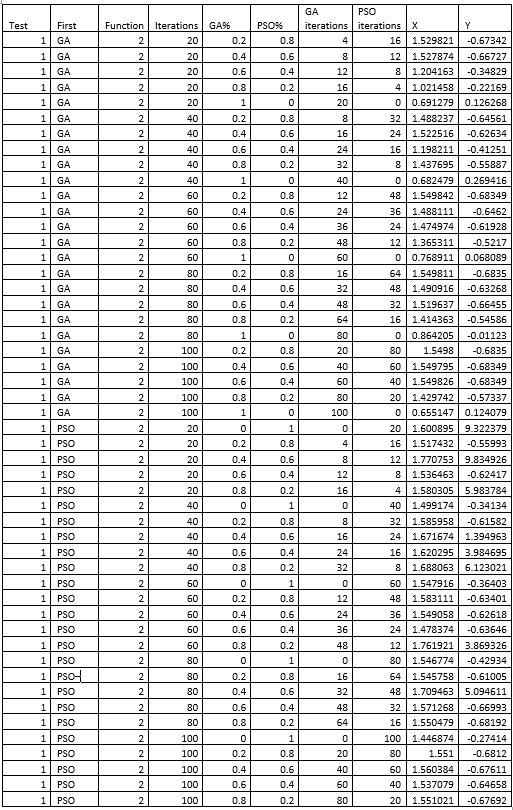 Test First Function Iterations GA% PSO% GA iterations PSO iterations X Y
1 GA 2 20 0.2 0.8 4 16 1.529821 -0.67342
1 GA 2 20 0.4 0.6 8 12 1.527874 -0.66727
1 GA 2 20 0.6 0.4 12 8 1.204163 -0.34829
1 GA 2 20 0.8 0.2 16 4 1.021458 -0.22169
1 GA 2 20 1 0 20 0 0.691279 0.126268
1 GA 2 40 0.2 0.8 8 32 1.488237 -0.64561
1 GA 2 40 0.4 0.6 16 24 1.522516 -0.62634
1 GA 2 40 0.6 0.4 24 16 1.198211 -0.41251
1 GA 2 40 0.8 0.2 32 8 1.437695 -0.55887
1 GA 2 40 1 0 40 0 0.682479 0.269416
1 GA 2 60 0.2 0.8 12 48 1.549842 -0.68349
1 GA 2 60 0.4 0.6 24 36 1.488111 -0.6462
1 GA 2 60 0.6 0.4 36 24 1.474974 -0.61928
1 GA 2 60 0.8 0.2 48 12 1.365311 -0.5217
1 GA 2 60 1 0 60 0 0.768911 0.068089
1 GA 2 80 0.2 0.8 16 64 1.549811 -0.6835
1 GA 2 80 0.4 0.6 32 48 1.490916 -0.63268
1 GA 2 80 0.6 0.4 48 32 1.519637 -0.66455
1 GA 2 80 0.8 0.2 64 16 1.414363 -0.54586
1 GA 2 80 1 0 80 0 0.864205 -0.01123
1 GA 2 100 0.2 0.8 20 80 1.5498 -0.6835
1 GA 2 100 0.4 0.6 40 60 1.549795 -0.68349
1 GA 2 100 0.6 0.4 60 40 1.549826 -0.68349
1 GA 2 100 0.8 0.2 80 20 1.429742 -0.57337
1 GA 2 100 1 0 100 0 0.655147 0.124079
1 PSO 2 20 0 1 0 20 1.600895 9.322379
1 PSO 2 20 0.2 0.8 4 16 1.517432 -0.55993
1 PSO 2 20 0.4 0.6 8 12 1.770753 9.834926
1 PSO 2 20 0.6 0.4 12 8 1.536463 -0.62417
1 PSO 2 20 0.8 0.2 16 4 1.580305 5.983784
1 PSO 2 40 0 1 0 40 1.499174 -0.34134
1 PSO 2 40 0.2 0.8 8 32 1.585958 -0.61582
1 PSO 2 40 0.4 0.6 16 24 1.671674 1.394963
1 PSO 2 40 0.6 0.4 24 16 1.620295 3.984695
1 PSO 2 40 0.8 0.2 32 8 1.688063 6.123021
1 PSO 2 60 0 1 0 60 1.547916 -0.36403
1 PSO 2 60 0.2 0.8 12 48 1.583111 -0.63401
1 PSO 2 60 0.4 0.6 24 36 1.549058 -0.62618
1 PSO 2 60 0.6 0.4 36 24 1.478374 -0.63646
1 PSO 2 60 0.8 0.2 48 12 1.761921 3.869326
1 PSO 2 80 0 1 0 80 1.546774 -0.42934
1 PSO 2 80 0.2 0.8 16 64 1.545758 -0.61005
1 PSO 2 80 0.4 0.6 32 48 1.709463 5.094611
1 PSO 2 80 0.6 0.4 48 32 1.571268 -0.66993
1 PSO 2 80 0.8 0.2 64 16 1.550479 -0.68192
1 PSO 2 100 0 1 0 100 1.446874 -0.27414
1 PSO 2 100 0.2 0.8 20 80 1.551 -0.6812
1 PSO 2 100 0.4 0.6 40 60 1.560384 -0.67611
1 PSO 2 100 0.6 0.4 60 40 1.537079 -0.64658
1 PSO 2 100 0.8 0.2 80 20 1.551021 -0.67692